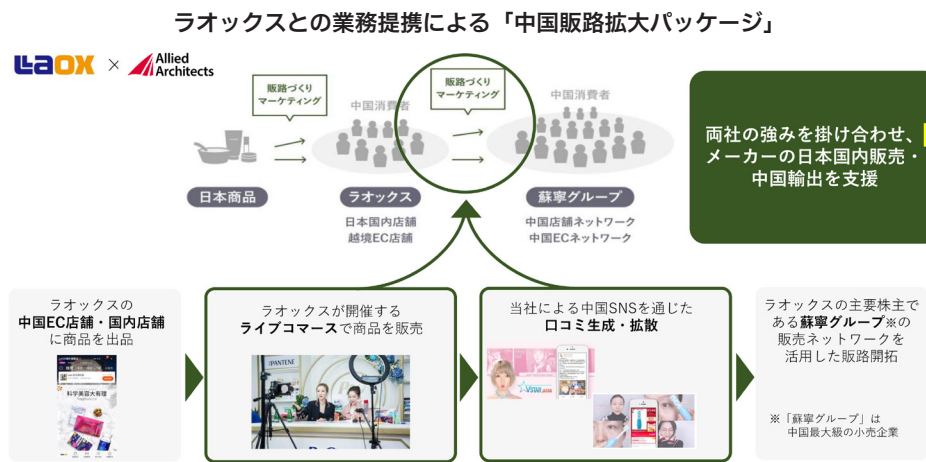 ラオックスとの業務提携による「中国販路拡大パッケージ」
LaOX × Allied
Architects
販路づくり
マーケティング
販路づくり
マーケティング
中国消費者
中国消費者
日本商品
ラオックス
蘇寧グループ
日本国内店舗
越境EC店舗
中国店舗ネットワーク
中国ECネットワーク
両社の強みを掛け合わせ、
メーカーの日本国内販売・
中国輸出を支援
ラオックスの
中国EC店舗・国内店舗
に商品を出品
科学美容大有理
ラオックスが開催する
ライブコマースで商品を販売
PANTENE
当社による中国SNSを通じた
口コミ生成・拡散
VSTAR.ASIA
ラオックスの主要株主で
ある蘇寧グループ※の
販売ネットワークを
活用した販路開拓
※「蘇寧グループ」は
中国最大級の小売企業